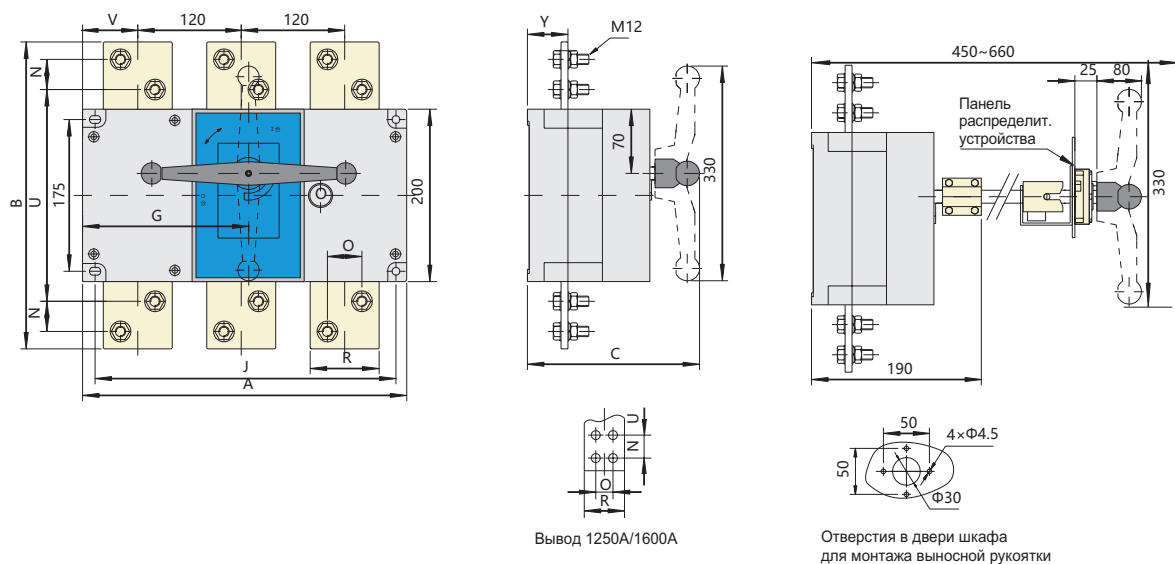 V
120
120
N
B
U
175
G
O
200
N
R
J
A
Y
M12
70
330
C
450~660
25
80
Панель
распределит.
устройства
330
190
U
N
O
R
Вывод 1250A/1600A
50
4×Φ4.5
50
Φ30
Отверстия в двери шкафа
для монтажа выносной рукоятки